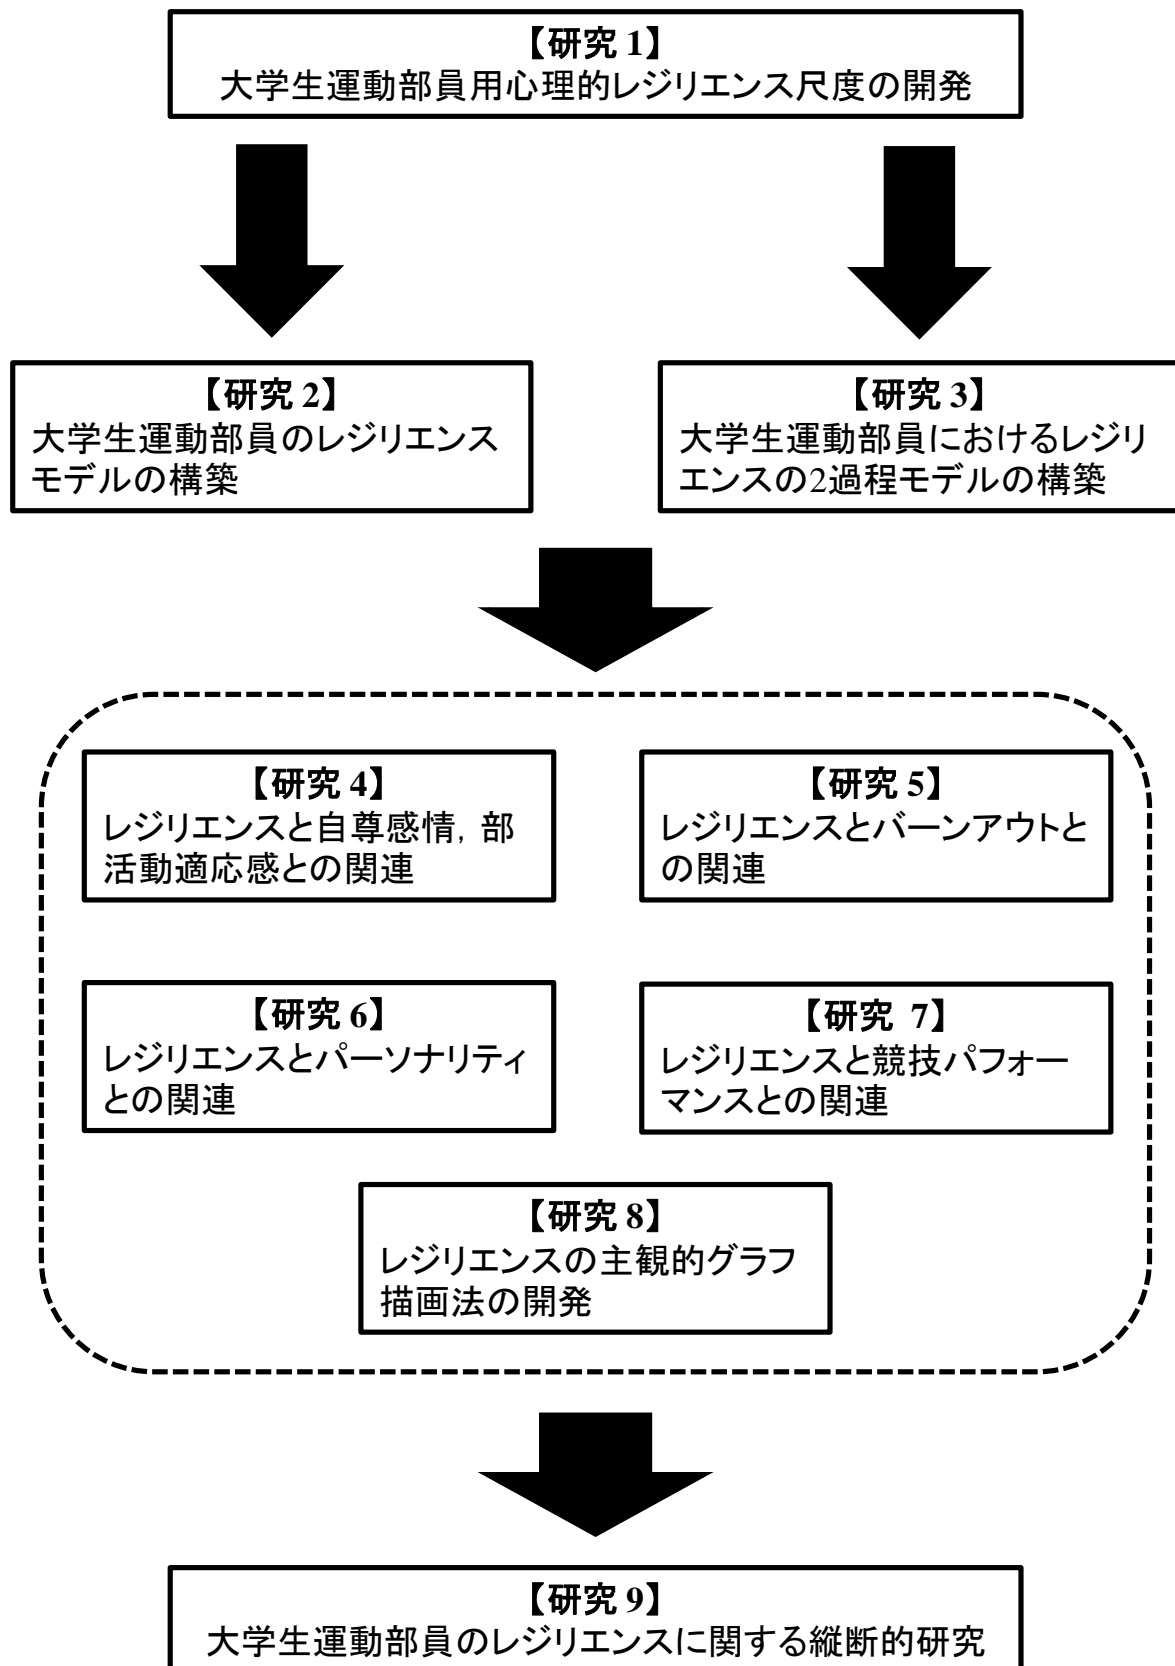 【研究 1】
大学生運動部員用心理的レジリエンス尺度の開発
【研究 2】
大学生運動部員のレジリエンス
モデルの構築
【研究 3】
大学生運動部員におけるレジリ
エンスの2過程モデルの構築
【研究 4】
レジリエンスと自尊感情, 部
活動適応感との関連
【研究 5】
レジリエンスとバーンアウトと
の関連
【研究 6】
レジリエンスとパーソナリティ
との関連
【研究 7】
レジリエンスと競技パフォー
マンスとの関連
【研究 8】
レジリエンスの主観的グラフ
描画法の開発
【研究 9】
大学生運動部員のレジリエンスに関する縦断的研究